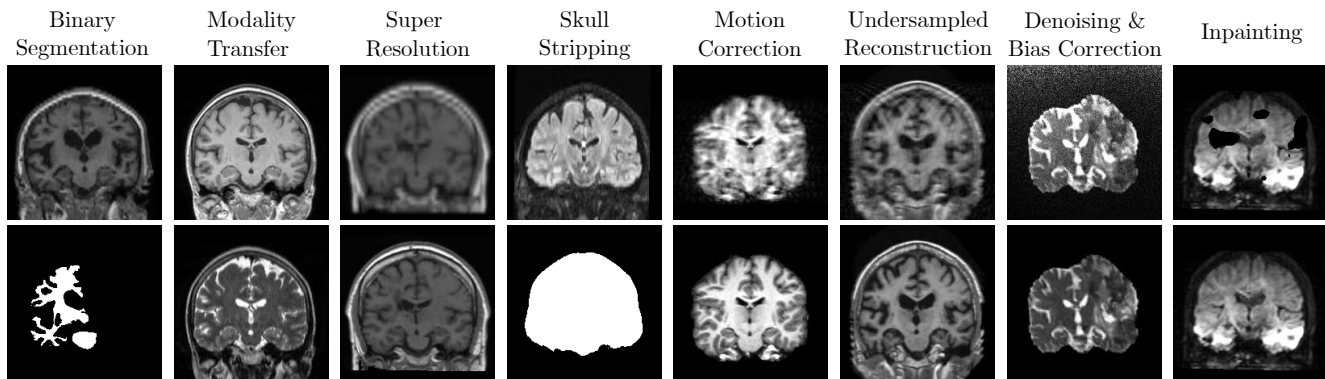 Binary
Segmentation
Modality
Transfer
Super
Resolution
Skull
Stripping
Motion
Correction
Undersampled
Reconstruction
Denoising &
Bias Correction
Inpainting